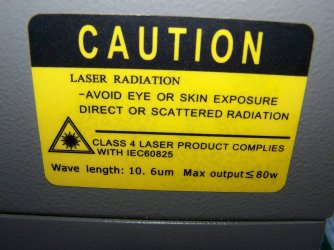 CAUTION
LASER RADIATION
-AVOID EYE OR SKIN EXPOSURE
DIRECT OR SCATTERED RADIATION
CLASS 4 LASER PRODUCT COMPLIES
WITH IEC60825
Wave length: 10. 6um Max output≤80w